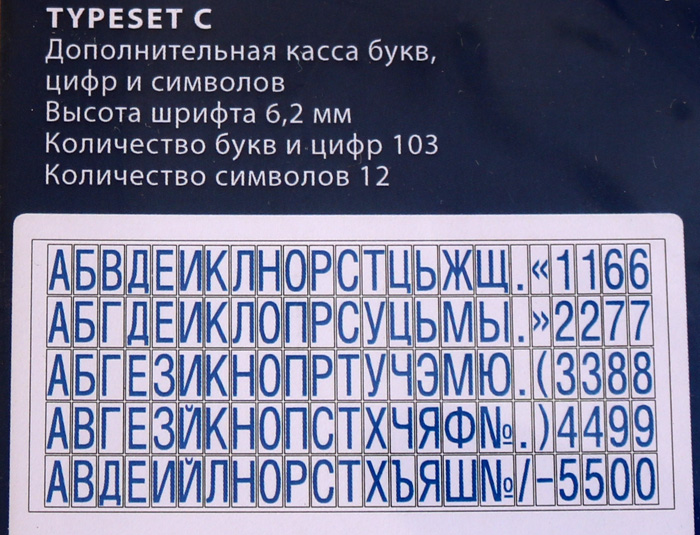 TYPESET C
Дополнительная касса букв,
цифр и символов
Высота шрифта 6,2 мм
Количество букв и цифр 103
Количество символов 12
АБВДЕИКЛНОРСТЦЬЖЩ.«1166
АБГДЕИКЛОПРСУЦЬМЫ.»2277
АБГЕЗИКНОПРТУЧЭМЮ.(3388
АВГЕЗЙКНОПСТХЧЯФ№.)4499
АВДЕИЙЛНОРСТХЪЯШ№/-5500